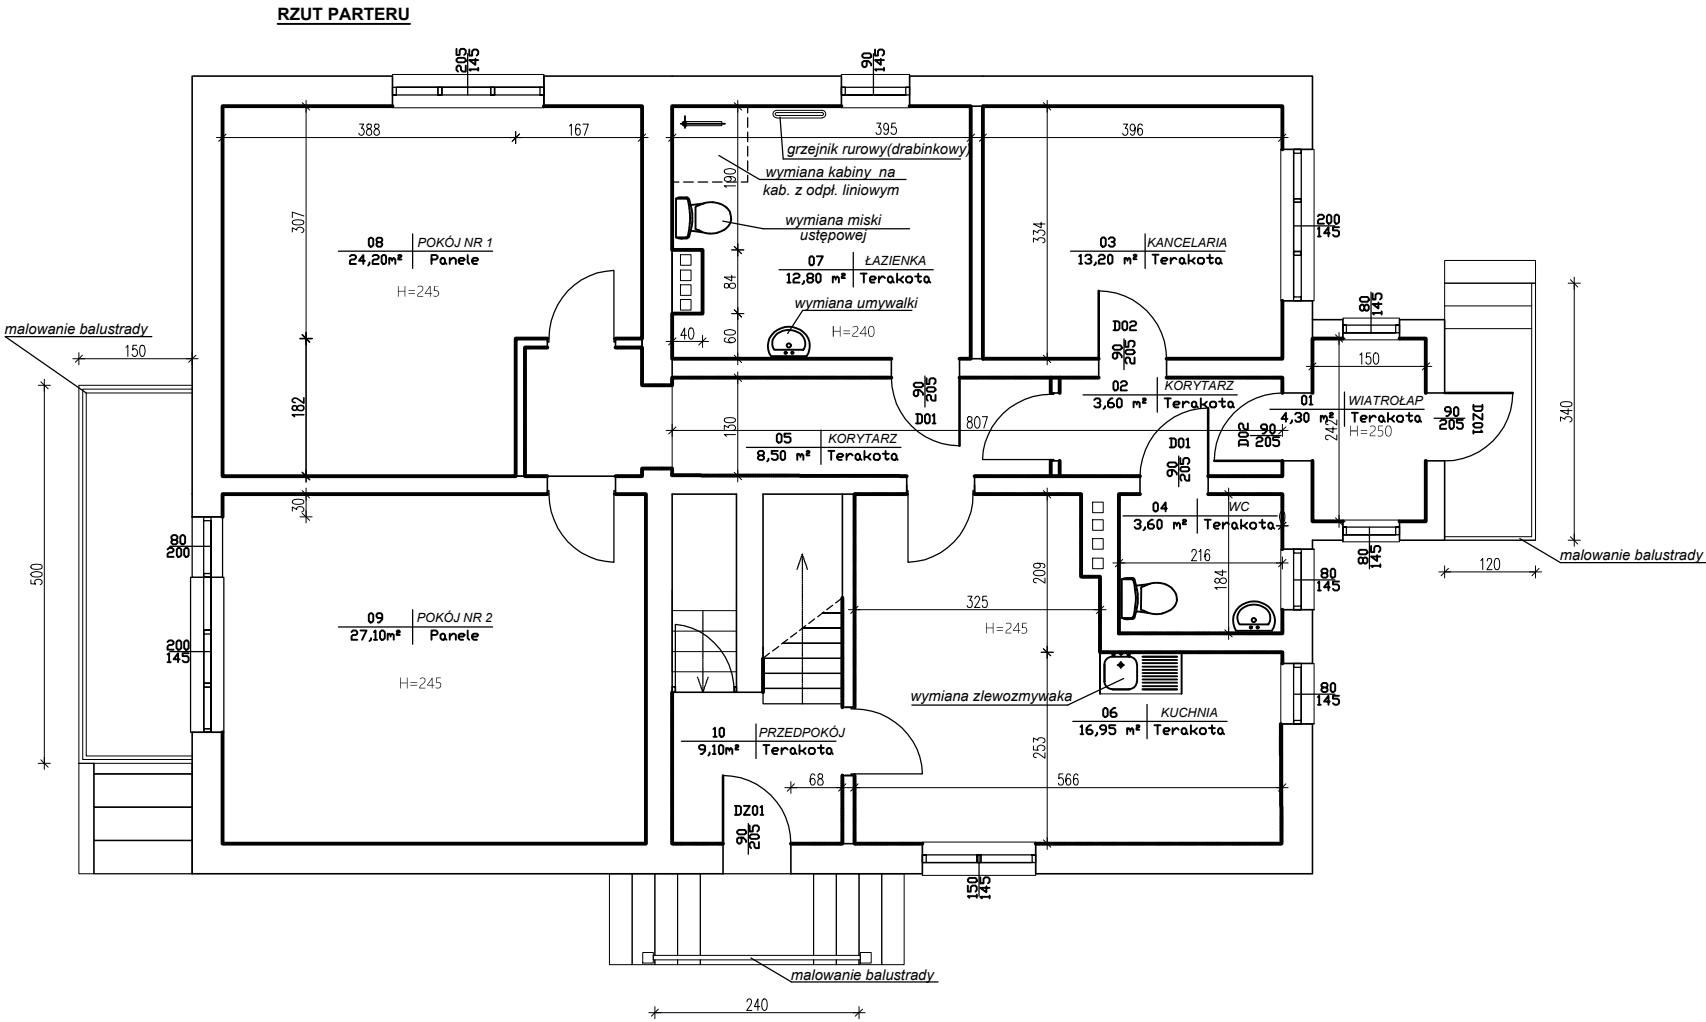 RZUT PARTERU
205
145
90
145
388
167
395
396
grzejnik rurowy(drabinkowy)
wymiana kabiny na
kab. z odpł. liniowym
190
wymiana miski
ustępowej
307
334
08 POKÓJ NR 1
24,20m² Panele
H=245
07 ŁAZIENKA
12,80 m² Terakota
03 KANCELARIA
13,20 m² Terakota
200
145
84
wymiana umywalki
H=240
40
60
D02
90
205
80
145
malowanie balustrady
150
150
182
130
90
205
D01
02 KORYTARZ
3,60 m² Terakota
01 WIATROŁAP
4,30 m² Terakota
H=250
242
90
205
DZ01
340
807
05 KORYTARZ
8,50 m² Terakota
D01
90
205
D02
90
205
30
04 WC
3,60 m² Terakota
80
200
500
209
216
184
80
145
80
145
malowanie balustrady
120
325
H=245
09 POKÓJ NR 2
27,10m² Panele
200
145
H=245
wymiana zlewozmywaka
80
145
06 KUCHNIA
16,95 m² Terakota
10 PRZEDPOKÓJ
9,10m² Terakota
253
68
566
DZ01
90
205
150
145
malowanie balustrady
240